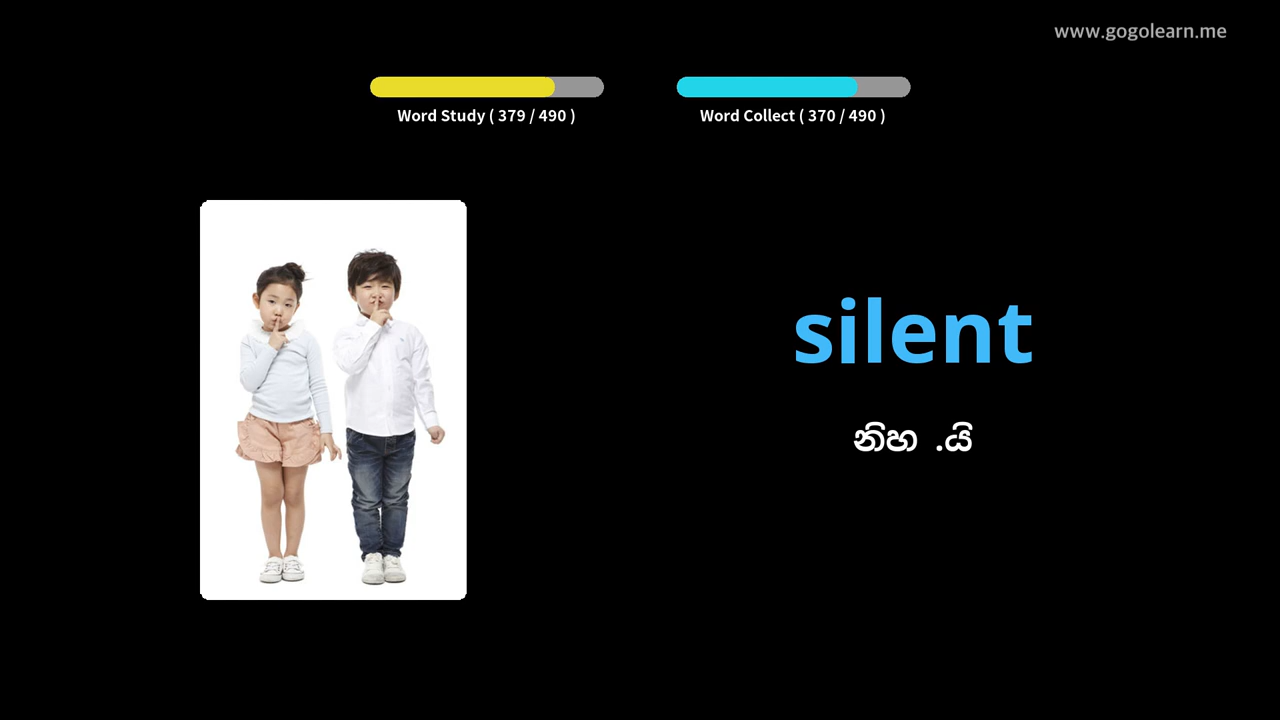 www.gogolearn.me
Word Study ( 379 / 490 )
Word Collect ( 370 / 490 )
silent
නිහ  .යි